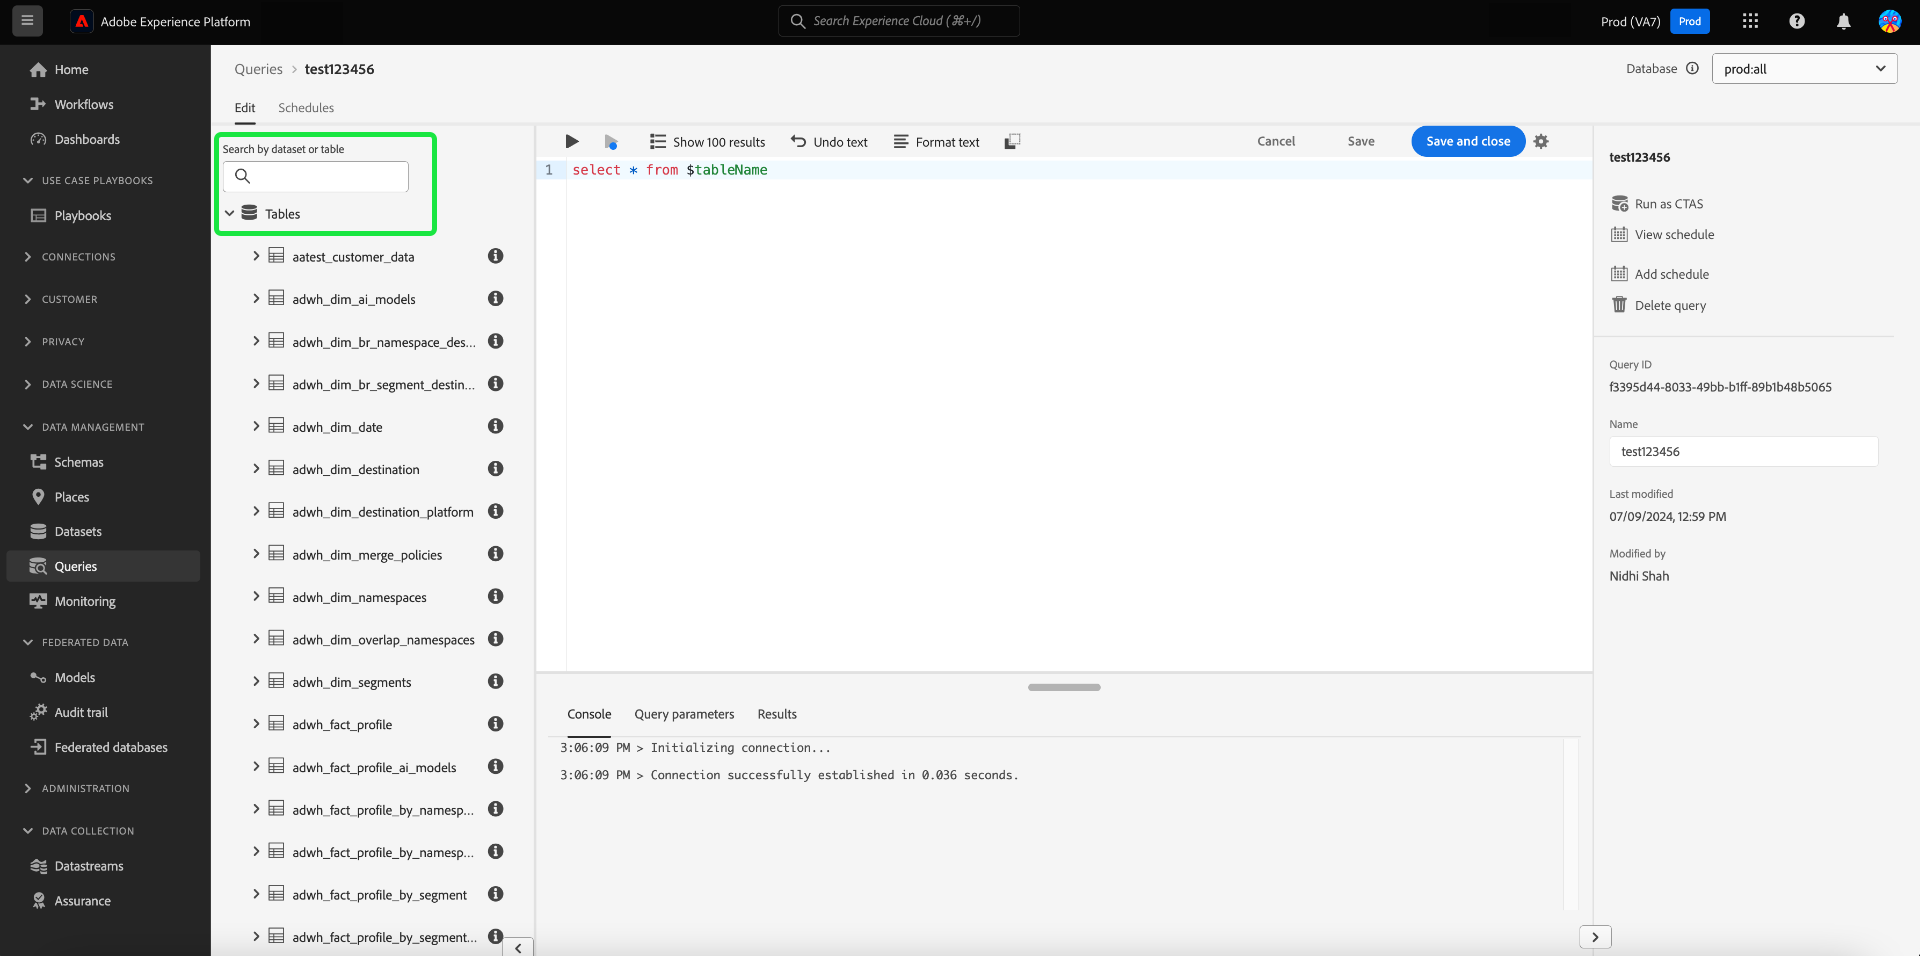 Adobe Experience Platform
Search Experience Cloud (⌘+/)
Prod (VA7)
Prod
Home
Workflows
Dashboards
USE CASE PLAYBOOKS
Playbooks
CONNECTIONS
CUSTOMER
PRIVACY
DATA SCIENCE
DATA MANAGEMENT
Schemas
Places
Datasets
Queries
Monitoring
FEDERATED DATA
Models
Audit trail
Federated databases
ADMINISTRATION
DATA COLLECTION
Datastreams
Assurance
Queries > test123456
Database
prod:all
Edit
Schedules
Search by dataset or table
Tables
aatest_customer_data
adwh_dim_ai_models
adwh_dim_br_namespace_des...
adwh_dim_br_segment_destin...
adwh_dim_date
adwh_dim_destination
adwh_dim_destination_platform
adwh_dim_merge_policies
adwh_dim_namespaces
adwh_dim_overlap_namespaces
adwh_dim_segments
adwh_fact_profile
adwh_fact_profile_ai_models
adwh_fact_profile_by_namesp...
adwh_fact_profile_by_namesp...
adwh_fact_profile_by_segment
adwh_fact_profile_by_segment...
Show 100 results
Undo text
Format text
Cancel
Save
Save and close
1 select * from $tableName
Console
Query parameters
Results
3:06:09 PM > Initializing connection...
3:06:09 PM > Connection successfully established in 0.036 seconds.
test123456
Run as CTAS
View schedule
Add schedule
Delete query
Query ID
f3395d44-8033-49bb-b1ff-89b1b48b5065
Name
test123456
Last modified
07/09/2024, 12:59 PM
Modified by
Nidhi Shah